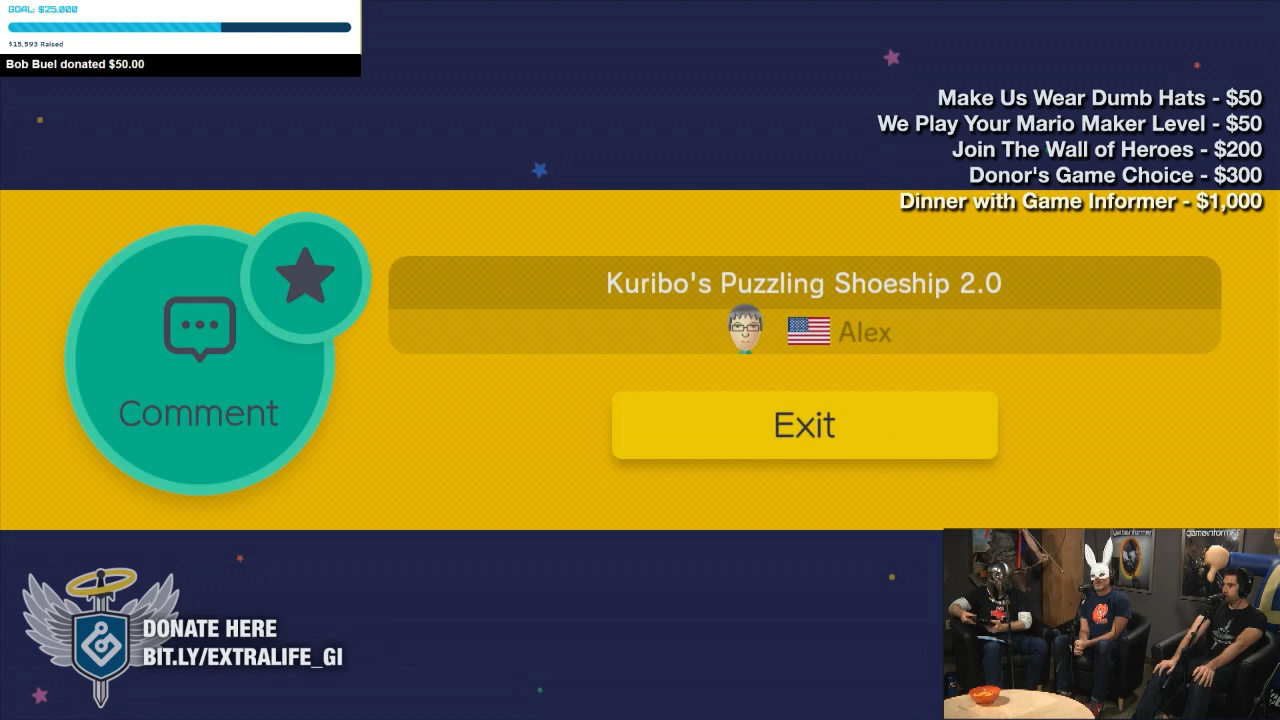 GOAL: $25,000
$15,593 Raised
Bob Buel donated $50.00
Make Us Wear Dumb Hats - $50
We Play Your Mario Maker Level - $50
Join The Wall of Heroes - $200
Donor's Game Choice - $300
Dinner with Game Informer - $1,000
Kuribo's Puzzling Shoeship 2.0
Alex
Comment
Exit
DONATE HERE
BIT.LY/EXTRALIFE_GI
gameinformer
gameinformer